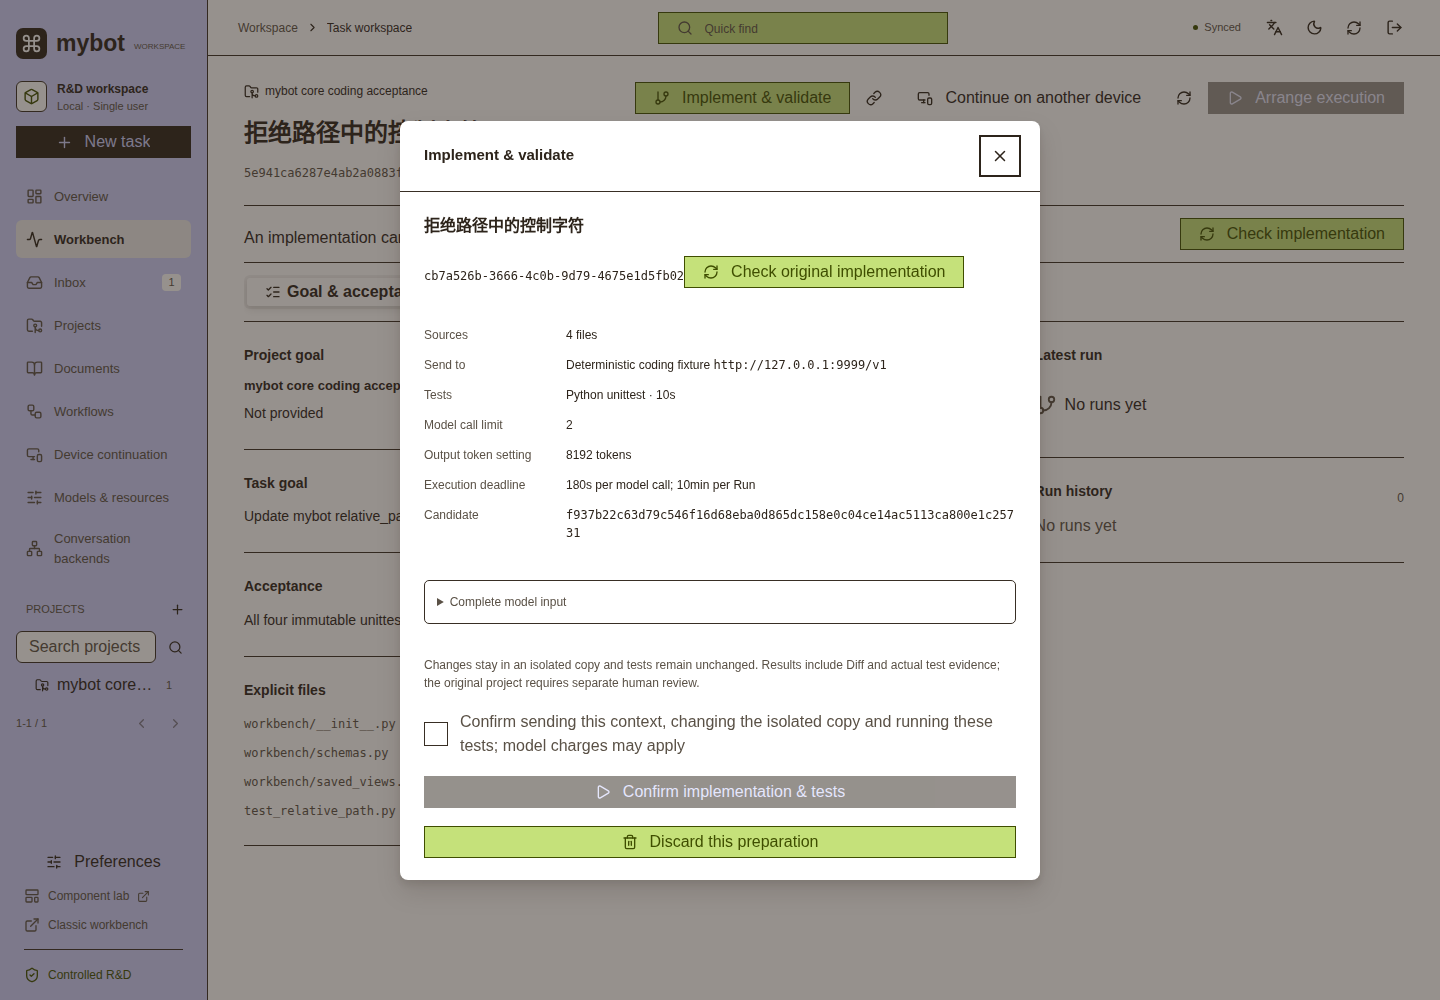 mybot WORKSPACE
R&D workspace
Local · Single user
New task
Overview
Workbench
Inbox 1
Projects
Documents
Workflows
Device continuation
Models & resources
Conversation
backends
PROJECTS
Search projects
mybot core… 1
1-1 / 1
Preferences
Component lab
Classic workbench
Controlled R&D
Workspace Task workspace
Quick find
Synced
mybot core coding acceptance
Implement & validate
Continue on another device
Arrange execution
拒绝路径中的
5e941ca6287e4ab2a0883
An implementation
Check implementation
Goal &
Project goal
mybot core coding
Not provided
Task goal
Update mybot
Acceptance
All four immutable
Explicit files
workbench/__init__.py
workbench/schemas.py
workbench/saved_views.
test_relative_path.py
Latest run
No runs yet
Run history
0
No runs yet
Implement & validate
拒绝路径中的控制字符
cb7a526b-3666-4c0b-9d79-4675e1d5fb02
Check original implementation
Sources 4 files
Send to Deterministic coding fixture http://127.0.0.1:9999/v1
Tests Python unittest · 10s
Model call limit 2
Output token setting 8192 tokens
Execution deadline 180s per model call; 10min per Run
Candidate f937b22c63d79c546f16d68eba0d865dc158e0c04ce14ac5113ca800e1c257
31
Complete model input
Changes stay in an isolated copy and tests remain unchanged. Results include Diff and actual test evidence;
the original project requires separate human review.
Confirm sending this context, changing the isolated copy and running these
tests; model charges may apply
Confirm implementation & tests
Discard this preparation